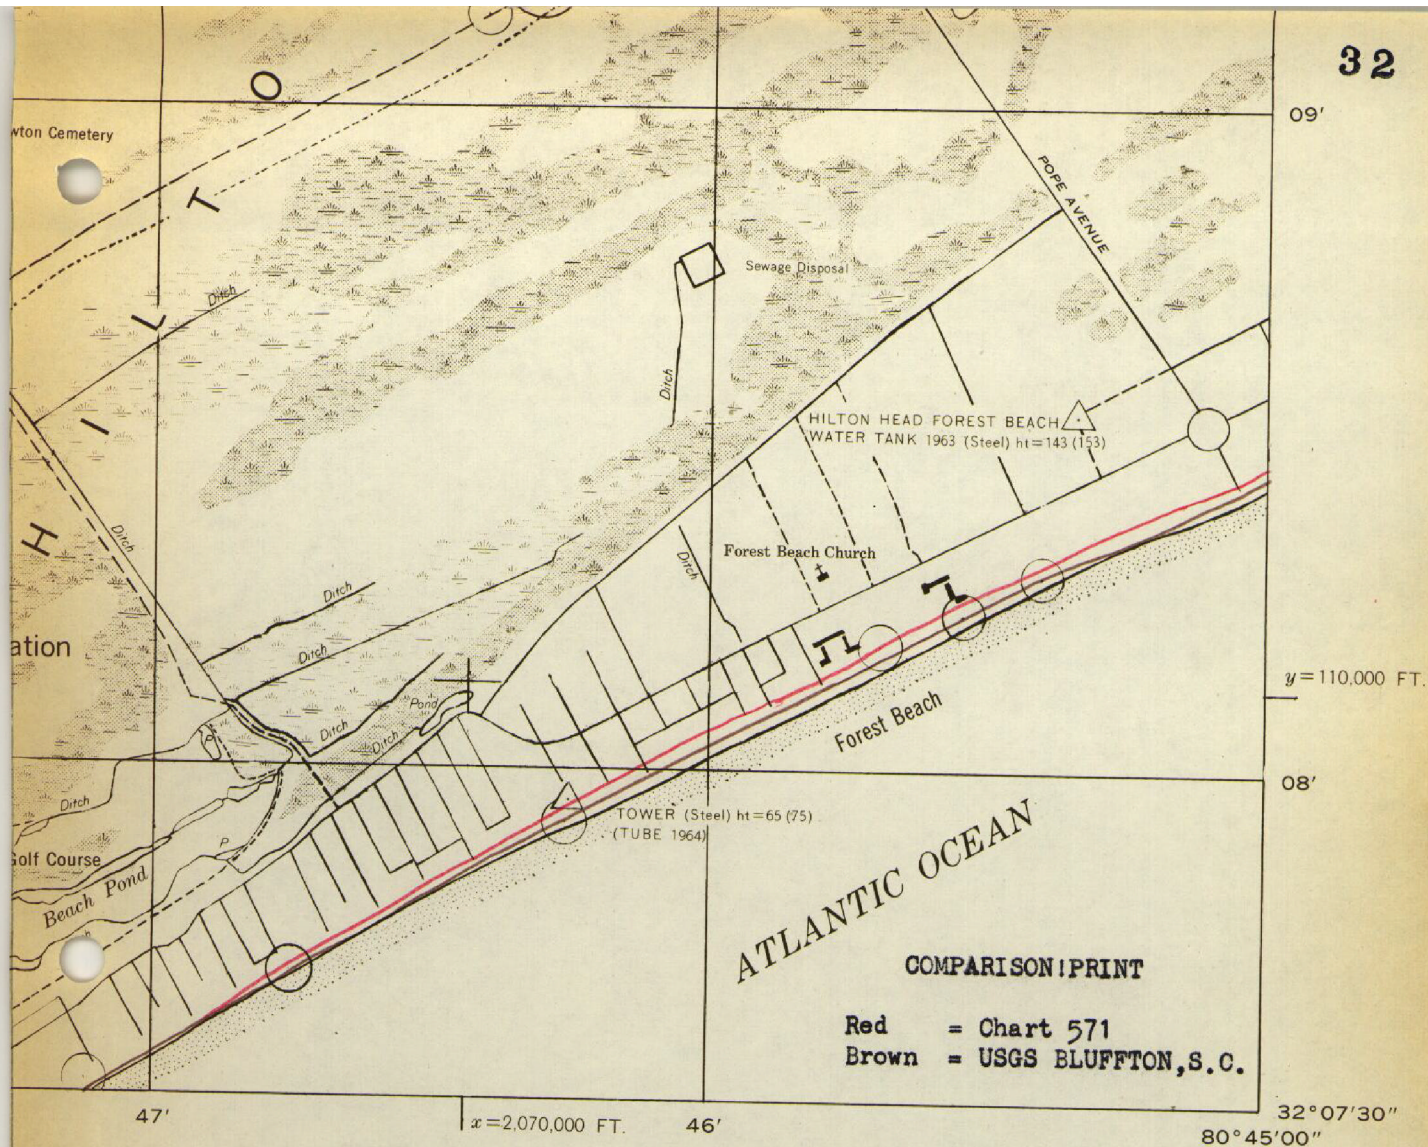 32
O
09'
wton Cemetery
T
POPE AVENUE
Sewage Disposal
Ditch
L
Ditch
I
HILTON HEAD FOREST BEACH
WATER TANK 1963 (Steel) ht=143 (153)
H
Ditch
Ditch
Forest Beach Church
Ditch
ation
Ditch
y=110,000 FT.
Pond
Forest Beach
Ditch
Ditch
P
08'
Ditch
TOWER (Steel) ht=65 (75)
(TUBE 1964)
P
Golf Course
Beach Pond
ATLANTIC OCEAN
COMPARISON PRINT
Red = Chart 571
Brown = USGS BLUFFTON, S.C.
47'
x=2,070,000 FT.
46'
32°07'30"
80°45'00"